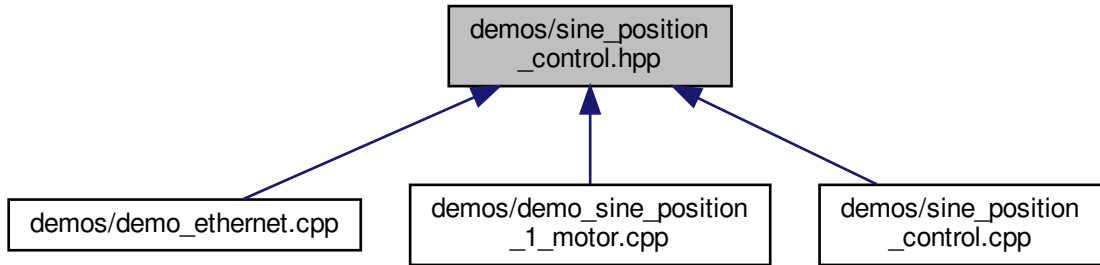 demos/sine_position
_control.hpp
demos/demo_ethernet.cpp
demos/demo_sine_position
_1_motor.cpp
demos/sine_position
_control.cpp